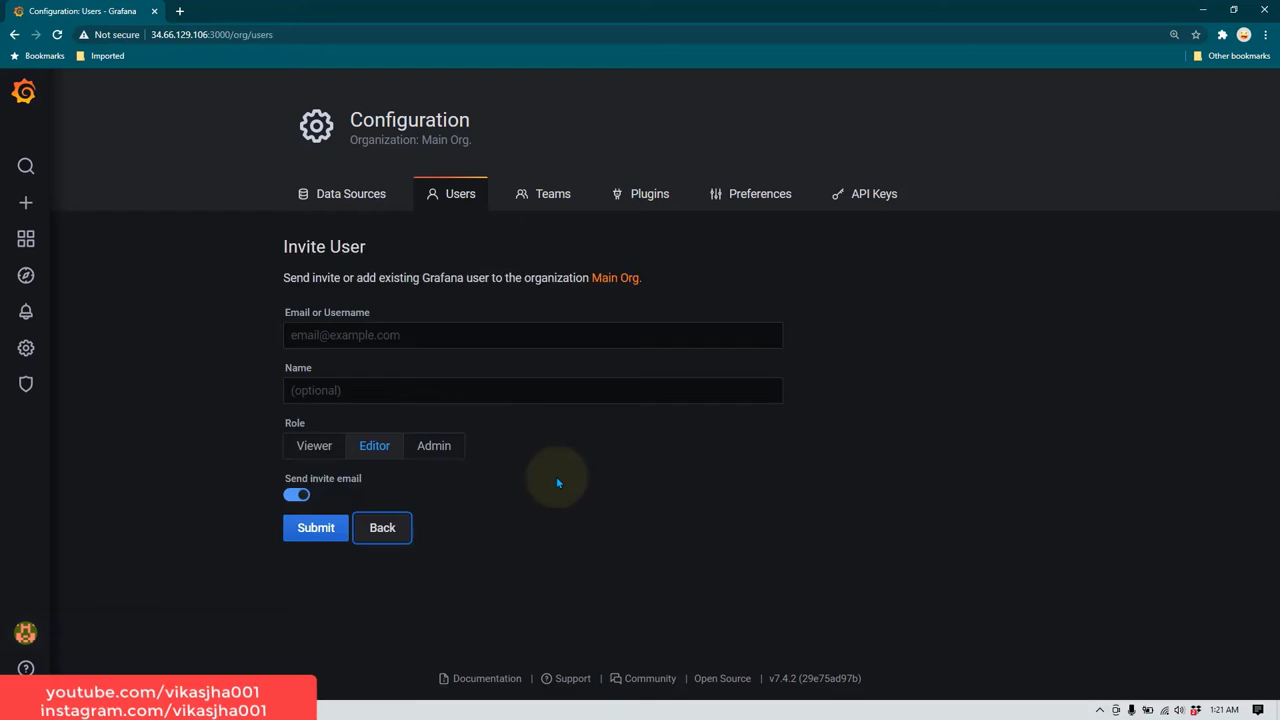 Configuration: Users - Grafana
Not secure
34.66.129.106:3000/org/users
Bookmarks
Imported
Other bookmarks
Configuration
Organization: Main Org.
Data Sources
Users
Teams
Plugins
Preferences
API Keys
Invite User
Send invite or add existing Grafana user to the organization Main Org.
Email or Username
email@example.com
Name
(optional)
Role
Viewer
Editor
Admin
Send invite email
Submit
Back
Documentation | Support | Community | Open Source | v7.4.2 (29e75ad97b)
youtube.com/vikasjha001
instagram.com/vikasjha001
1:21 AM